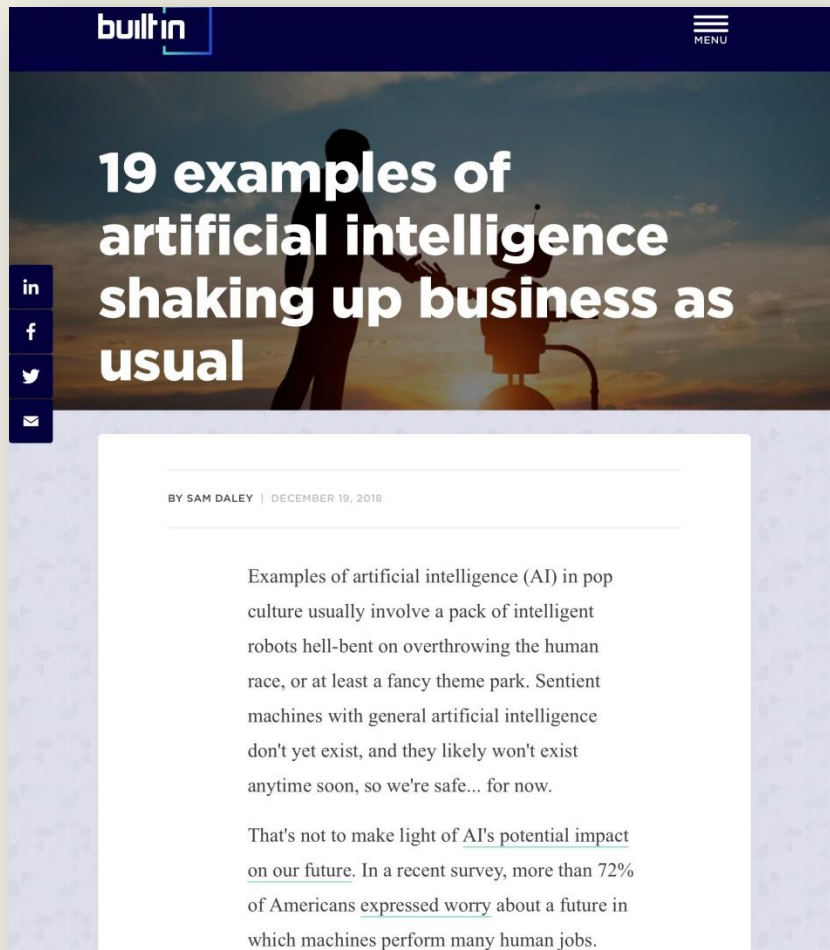 built in
MENU
19 examples of
artificial intelligence
shaking up business as
usual
in
f
BY SAM DALEY | DECEMBER 19, 2018
Examples of artificial intelligence (AI) in pop
culture usually involve a pack of intelligent
robots hell-bent on overthrowing the human
race, or at least a fancy theme park. Sentient
machines with general artificial intelligence
don't yet exist, and they likely won't exist
anytime soon, so we're safe... for now.
That's not to make light of AI's potential impact
on our future. In a recent survey, more than 72%
of Americans expressed worry about a future in
which machines perform many human jobs.